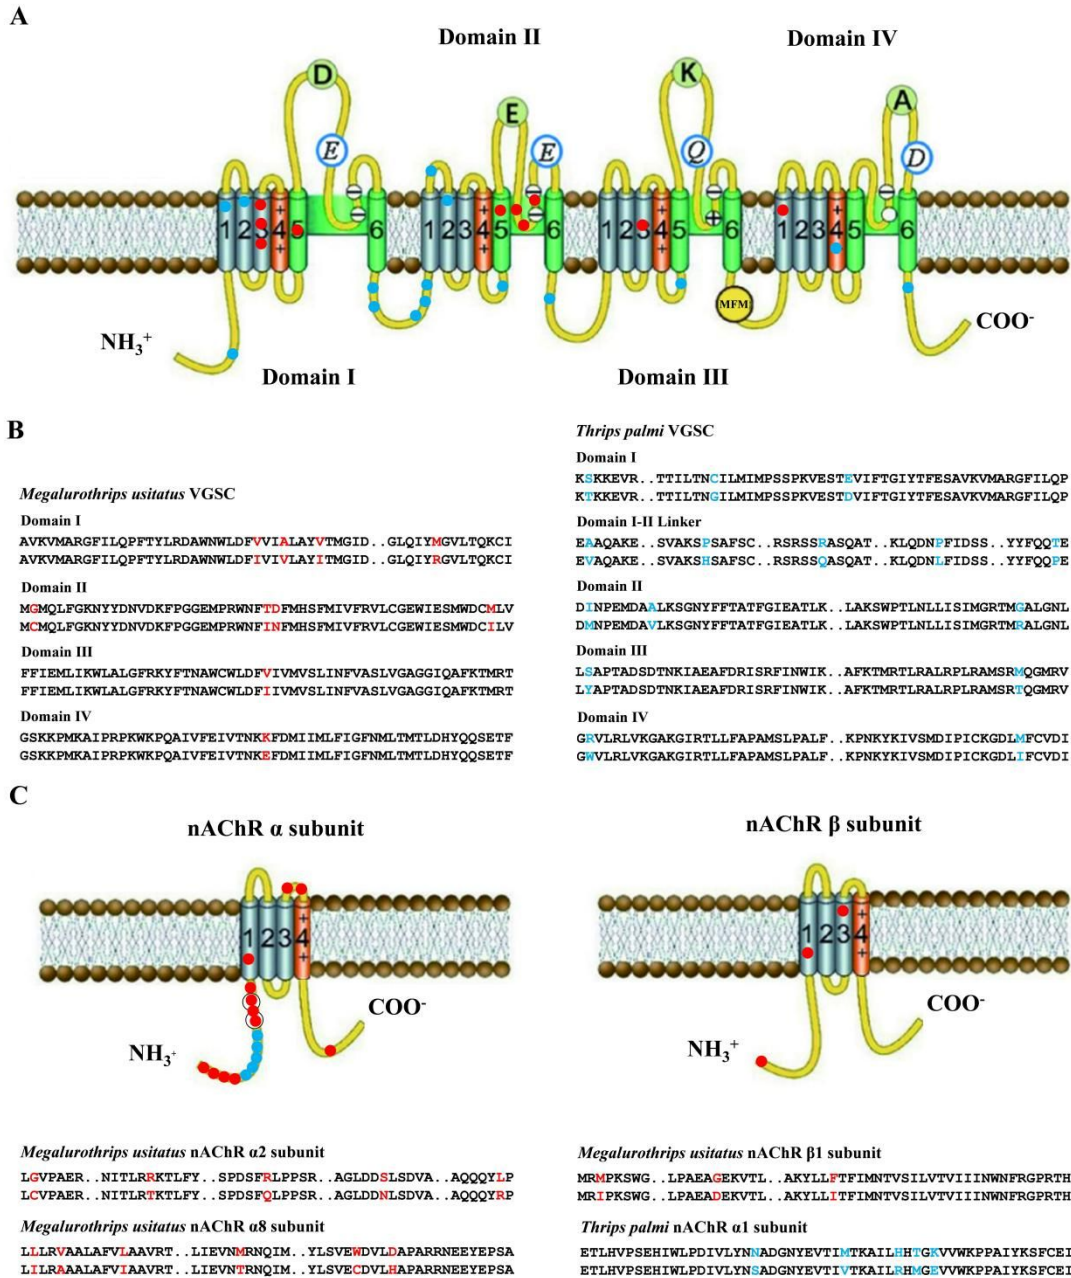 A
Domain II
Domain IV
D
E
K
A
E
E
Q
D
1 2 3 4 5 6
1 2 3 4 5 6
1 2 3 4 5 6
1 2 3 4 5 6
MFM
NH3+
COO-
Domain I
Domain III
B
Megalurothrips usitatus VGSC
Domain I
AVKVMARGFILQPFTYLRDAWNWLDFVVIALAYVTMGID..GLQIYMGVLTQKCI
AVKVMARGFILQPFTYLRDAWNWLDFIVIVLAYITMGID..GLQIYRGVLTQKCI
Domain II
MGMQLFGKNYYDNVDKFPGGEMPRWNFTDFMHSFMIVFRVLCGEWIESMWDCMLV
MCMQLFGKNYYDNVDKFPGGEMPRWNFINFMHSFMIVFRVLCGEWIESMWDCILV
Domain III
FFIEMLIKWLALGFRKYFTNAWCWLDFVIVMVSLINFVASLVGAGGIQAFKTMRT
FFIEMLIKWLALGFRKYFTNAWCWLDFIIVMVSLINFVASLVGAGGIQAFKTMRT
Domain IV
GSKKPMKAIPRPKWKPQAIVFEIVTNKKFDMIIMLFIGFNMLTMTLDHYQQSETF
GSKKPMKAIPRPKWKPQAIVFEIVTNKEFDMIIMLFIGFNMLTMTLDHYQQSETF
Thrips palmi VGSC
Domain I
KSKKEVR..TTILTNCILMIMPSSPKVESTEVIFTGIYTFESAVKVMARGFILQP
KTKKEVR..TTILTNGILMIMPSSPKVESTDVIFTGIYTFESAVKVMARGFILQP
Domain I-II Linker
EAAQAKE..SVAKSPSAFSC..RSRSSRASQAT..KLQDNPFIDSS..YYFQQTE
EVAQAKE..SVAKSHSAFSC..RSRSSQASQAT..KLQDNLFIDSS..YYFQQPE
Domain II
DINPEMDAALKSGNYFFTATFGIEATLK..LAKSWPTLNLLISIMGRTMGALGNL
DMNPEMDAVLKSGNYFFTATFGIEATLK..LAKSWPTLNLLISIMGRTMRALGNL
Domain III
LSAPTADSDTNKIAEAFDRISRFINWIK..AFKTMRTLRALRPLRAMSRMQGMRV
LYAPTADSDTNKIAEAFDRISRFINWIK..AFKTMRTLRALRPLRAMSRTQGMRV
Domain IV
GRVLRLVKGAKGIRTLLFAPAMSLPALF..KPNKYKIVSMDIPICKGDLMFCVDI
GWVLRLVKGAKGIRTLLFAPAMSLPALF..KPNKYKIVSMDIPICKGDLIFCVDI
C
nAChR α subunit
nAChR β subunit
1 2 3 4
1 2 3 4
COO-
COO-
NH3+
NH3+
Megalurothrips usitatus nAChR α2 subunit
LGVPAER..NITLRRKTLFY..SPDSFRLPPSR..AGLDDSLSDVA..AQQQYLP
LCVPAER..NITLRTKTLFY..SPDSFQLPPSR..AGLDDNLSDVA..AQQQYRP
Megalurothrips usitatus nAChR α8 subunit
LLLRVAALAFVLAAVRT..LIEVNMRNQIM..YLSVEWDVLDAPARRNEEYEPSA
LILRAAALAFVIAAVRT..LIEVNTRNQIM..YLSVECDVLHAPARRNEEYEPSA
Megalurothrips usitatus nAChR β1 subunit
MRMPKSWG..LPAEAGEKVTL..AKYLLFTFIMNTVSILVTVIIINWNFRGPRTH
MRIPKSWG..LPAEADEKVTL..AKYLLITFIMNTVSILVTVIIINWNFRGPRTH
Thrips palmi nAChR α1 subunit
ETLHVPSEHIWLPDIVLYNNADGNYEVTIMTKAILHHTGKVVWKPPAIYKSFCEI
ETLHVPSEHIWLPDIVLYNSADGNYEVTIVTKAILRHMGEVVWKPPAIYKSFCEI